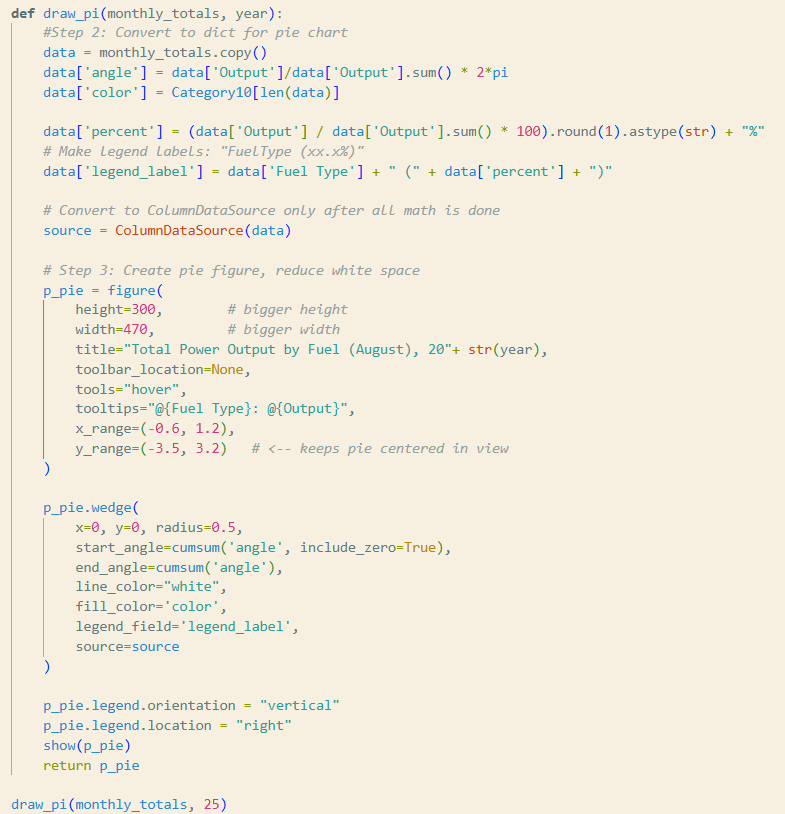 def draw_pi(monthly_totals, year):
    #Step 2: Convert to dict for pie chart
    data = monthly_totals.copy()
    data['angle'] = data['Output']/data['Output'].sum() * 2*pi
    data['color'] = Category10[len(data)]

    data['percent'] = (data['Output'] / data['Output'].sum() * 100).round(1).astype(str) + "%"
    # Make legend labels: "FuelType (xx.x%)"
    data['legend_label'] = data['Fuel Type'] + " (" + data['percent'] + ")"

    # Convert to ColumnDataSource only after all math is done
    source = ColumnDataSource(data)

    # Step 3: Create pie figure, reduce white space
    p_pie = figure(
        height=300,        # bigger height
        width=470,         # bigger width
        title="Total Power Output by Fuel (August), 20"+ str(year),
        toolbar_location=None,
        tools="hover",
        tooltips="@{Fuel Type}: @{Output}",
        x_range=(-0.6, 1.2),
        y_range=(-3.5, 3.2)   # <-- keeps pie centered in view
    )

    p_pie.wedge(
        x=0, y=0, radius=0.5,
        start_angle=cumsum('angle', include_zero=True),
        end_angle=cumsum('angle'),
        line_color="white",
        fill_color='color',
        legend_field='legend_label',
        source=source
    )

    p_pie.legend.orientation = "vertical"
    p_pie.legend.location = "right"
    show(p_pie)
    return p_pie

draw_pi(monthly_totals, 25)